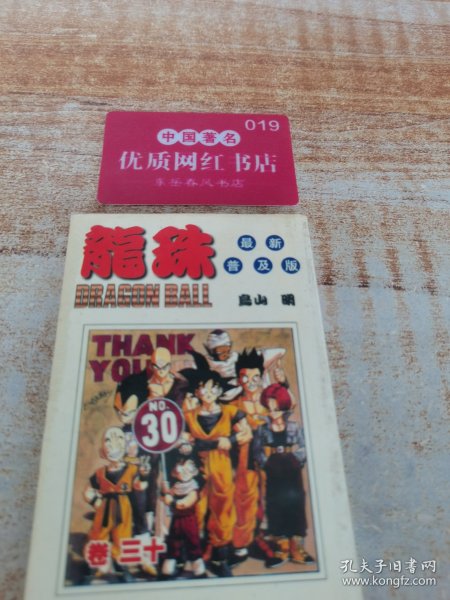 019
中国著名
优质网红书店
东岳春风书店
龍珠
最新
普及版
DRAGON BALL
鳥山 明
THANK
YOU
NO.
30
卷三十
孔夫子旧书网
www.kongfz.com